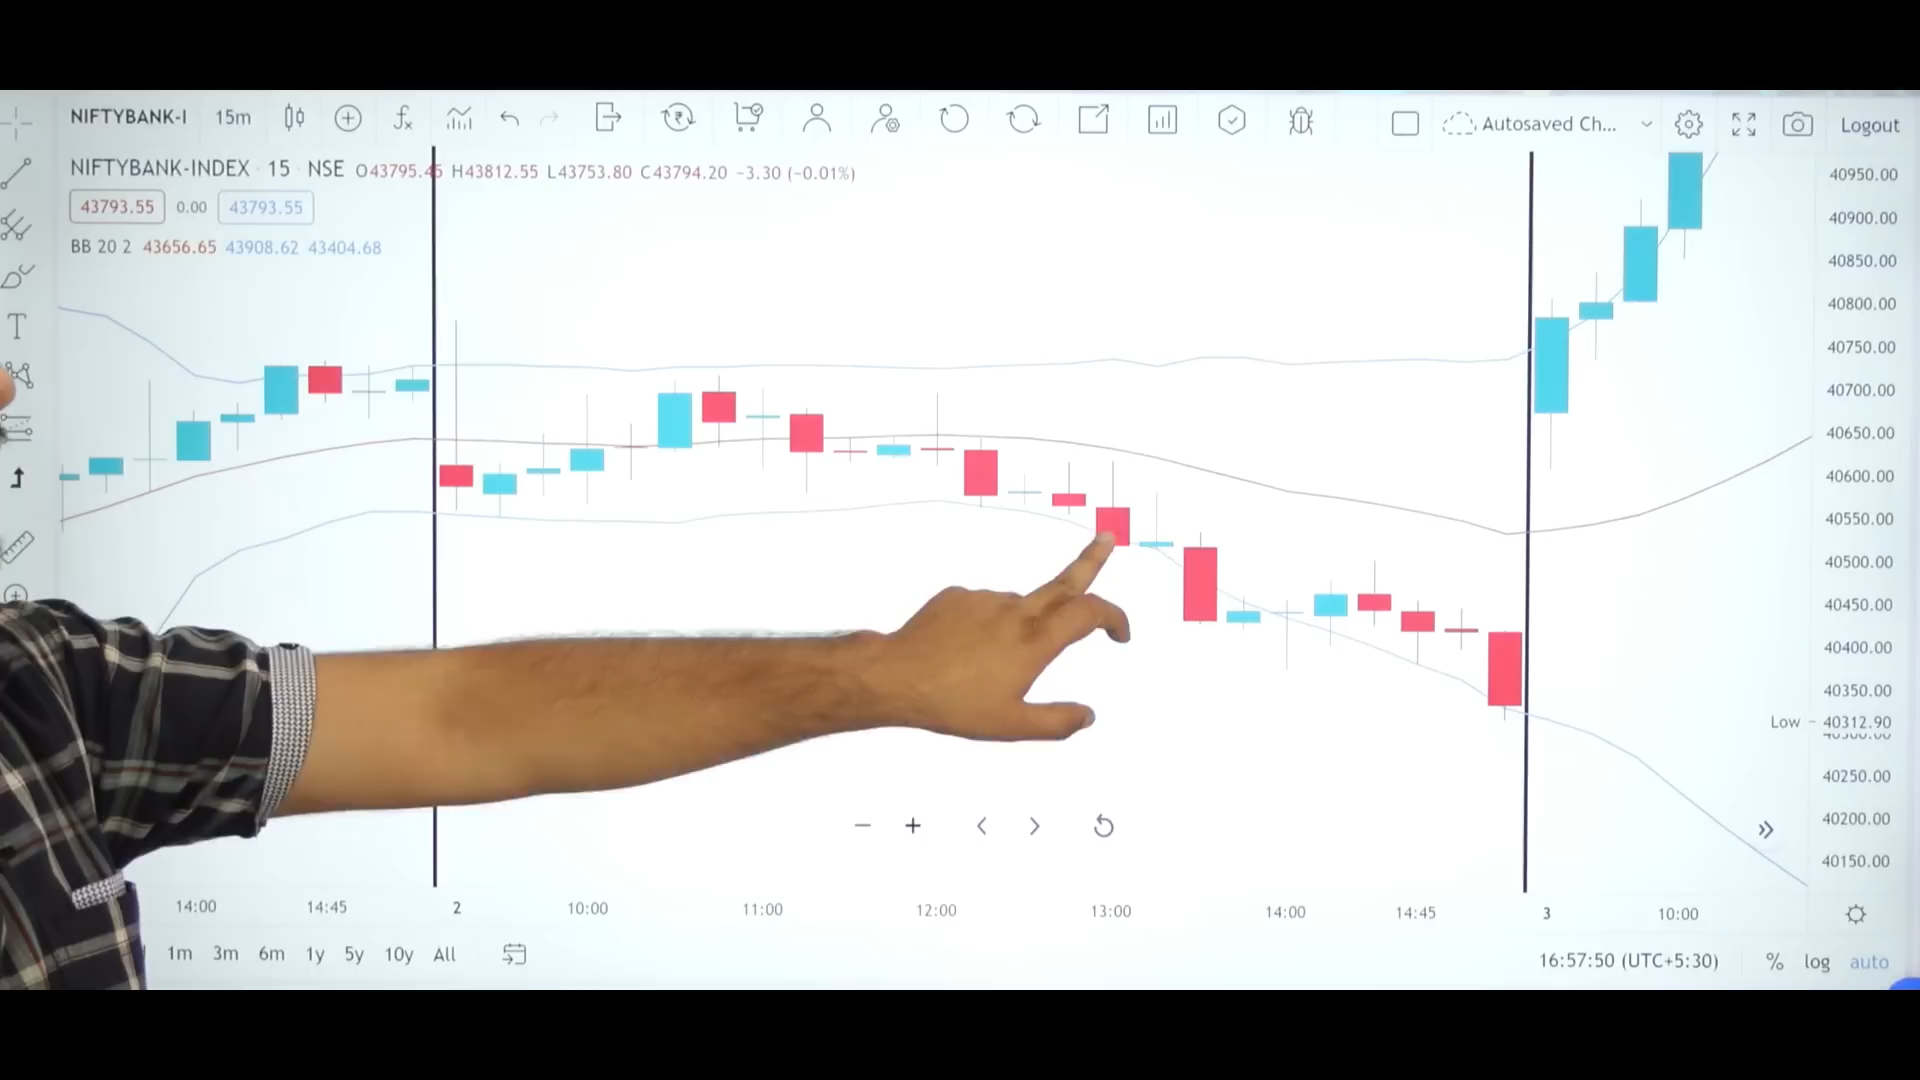 NIFTYBANK-I 15m Autosaved Ch... Logout
NIFTYBANK-INDEX · 15 NSE O43795.45 H43812.55 L43753.80 C43794.20 −3.30 (−0.01%)
43793.55 0.00 43793.55
BB 20 2 43656.65 43908.62 43404.68
40950.00
40900.00
40850.00
40800.00
40750.00
40700.00
40650.00
40600.00
40550.00
40500.00
40450.00
40400.00
40350.00
Low 40312.90
40300.00
40250.00
40200.00
40150.00
14:00 14:45 2 10:00 11:00 12:00 13:00 14:00 14:45 3 10:00
1m 3m 6m 1y 5y 10y All 16:57:50 (UTC+5:30) % log auto